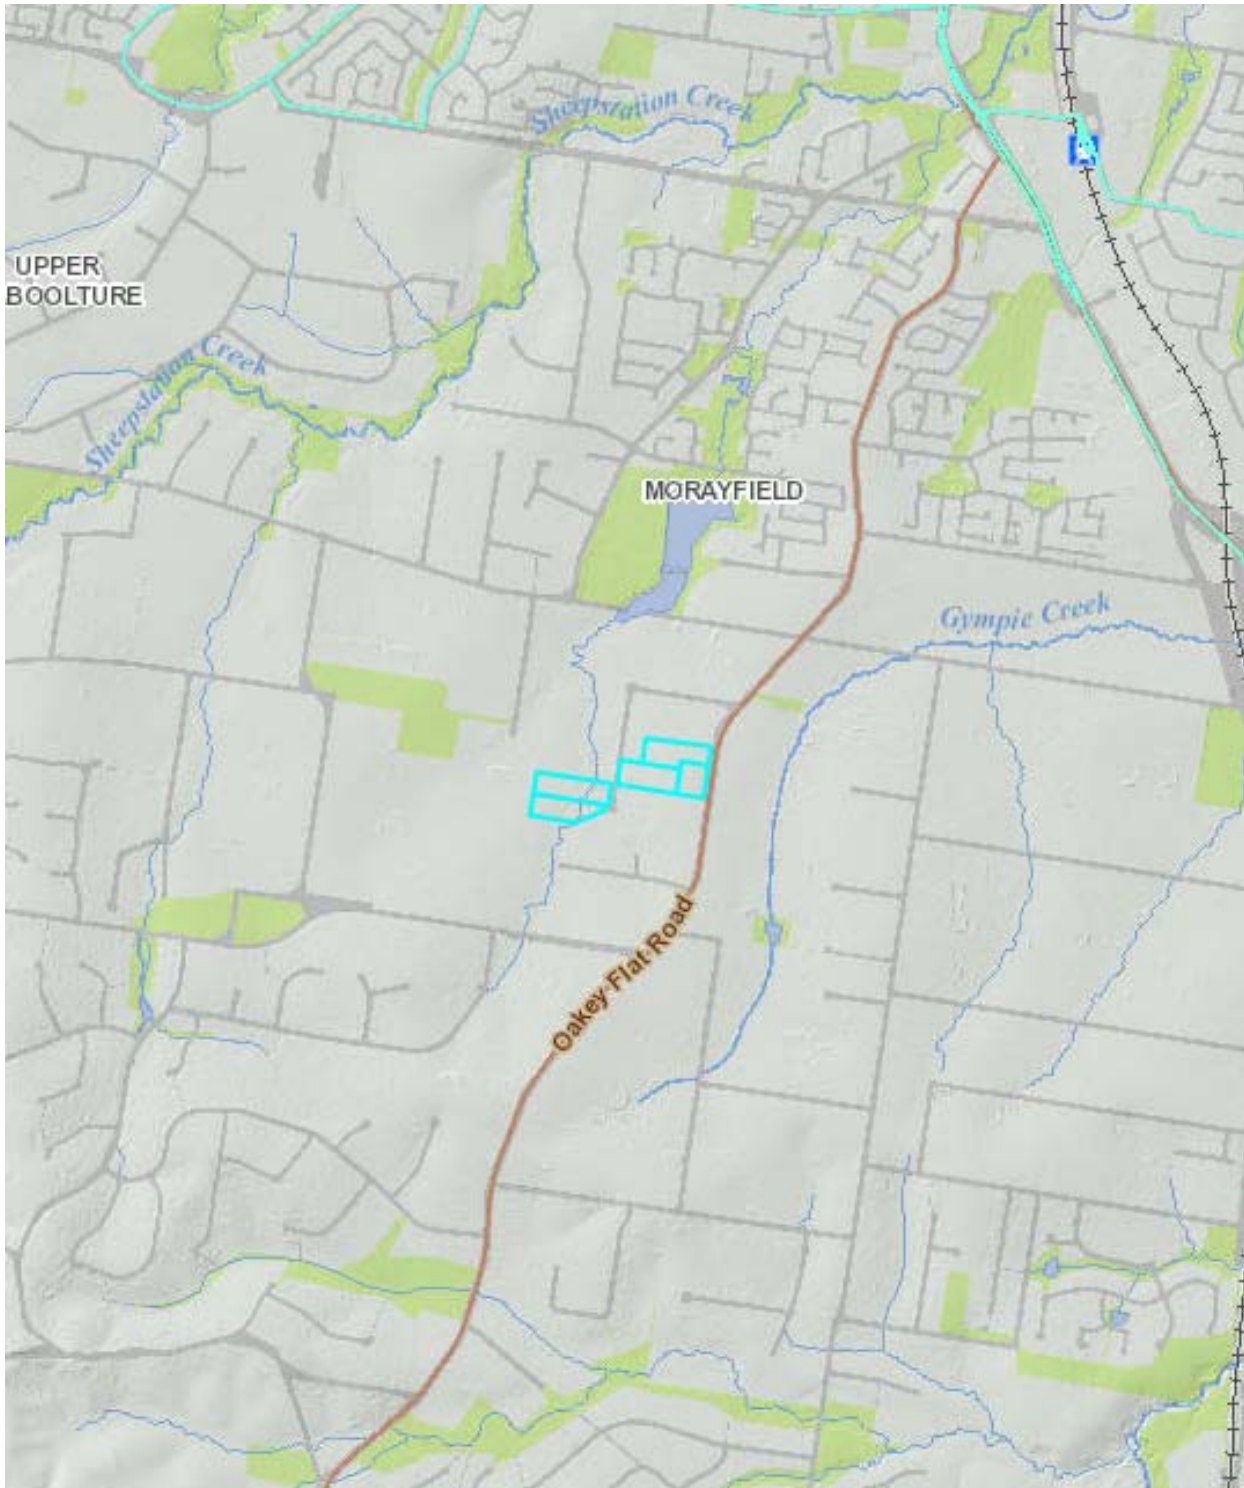 Sheepstation Creek
UPPER
BOOLTURE
Sheepstation Creek
MORAYFIELD
Gympie Creek
Oakey Flat Road